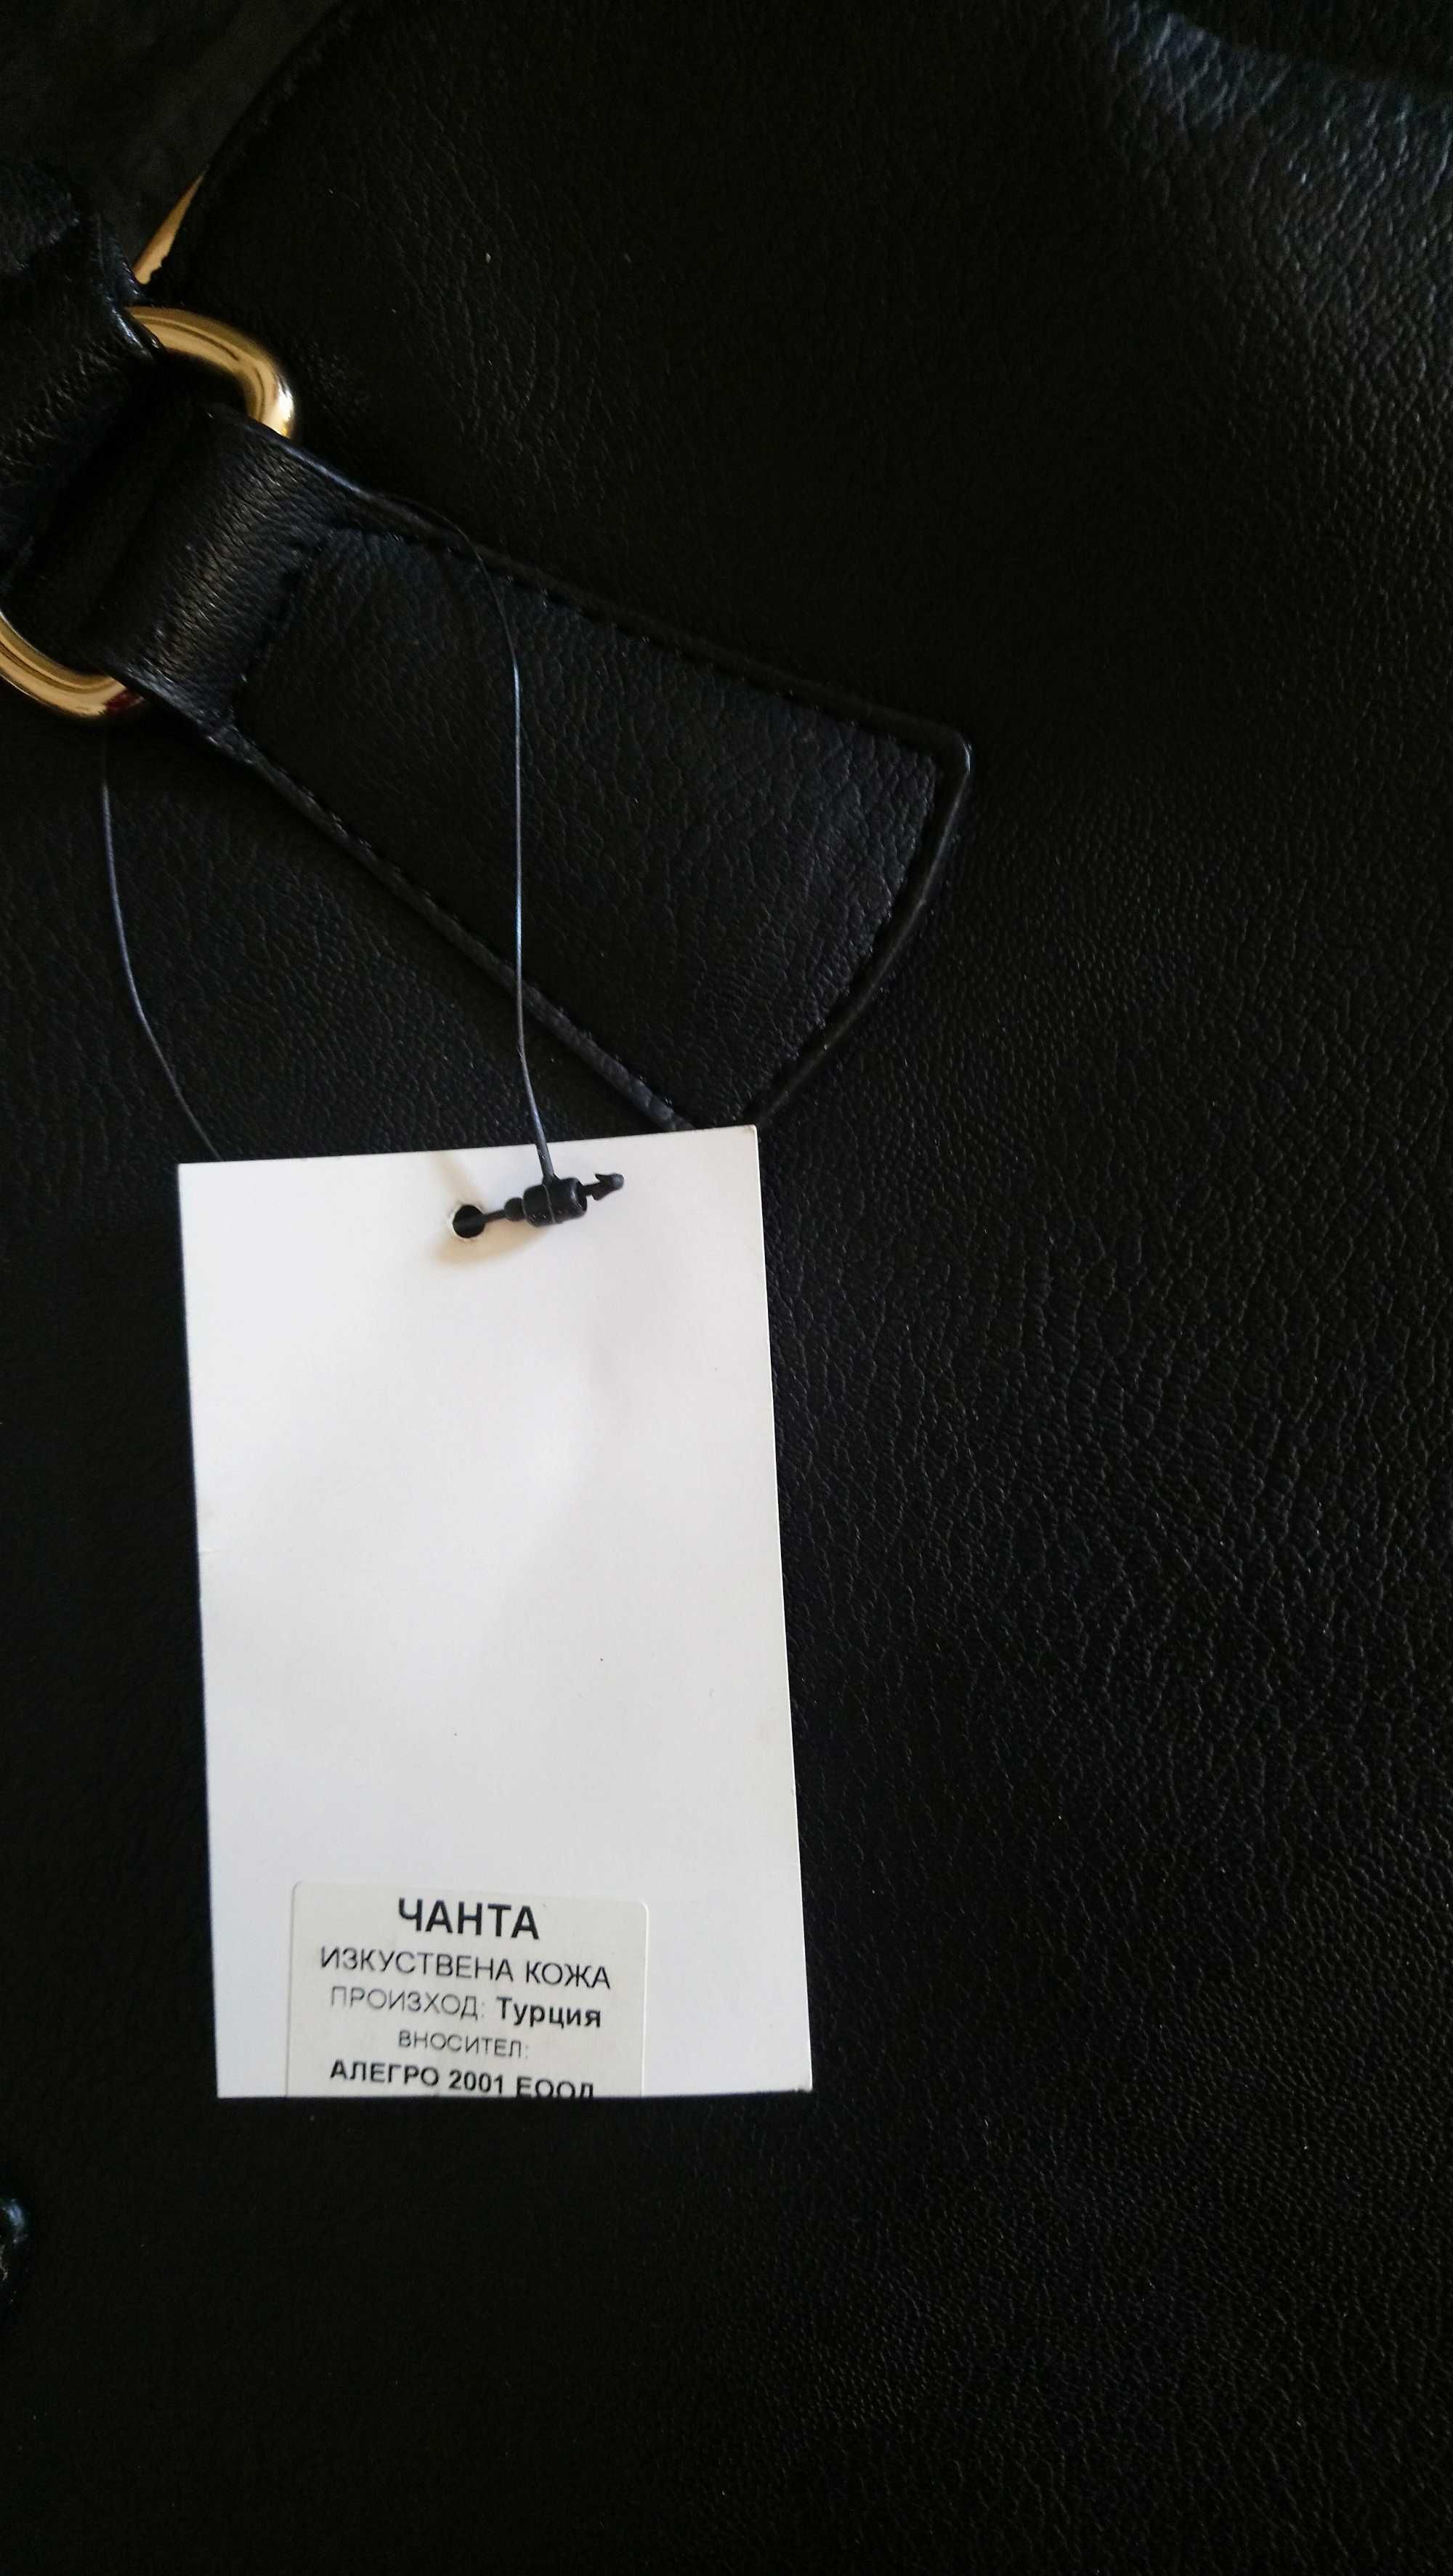 ЧАНТА
ИЗКУСТВЕНА КОЖА
ПРОИЗХОД: Турция
ВНОСИТЕЛ:
АЛЕГРО 2001 ЕООД